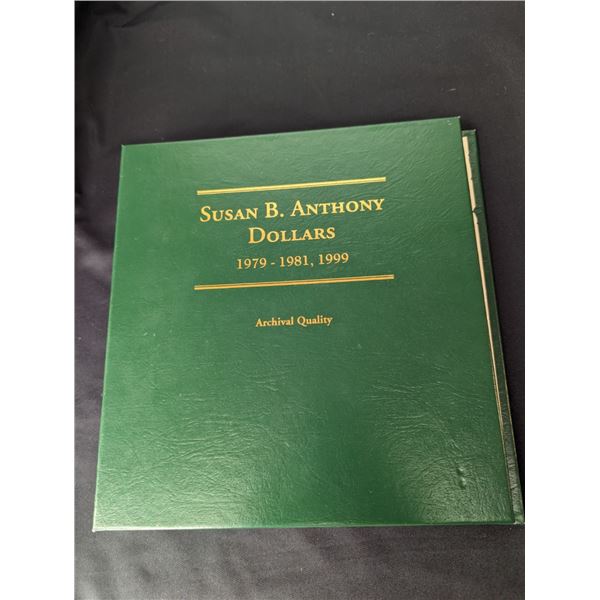 SUSAN B. ANTHONY
DOLLARS
1979 - 1981, 1999
Archival Quality